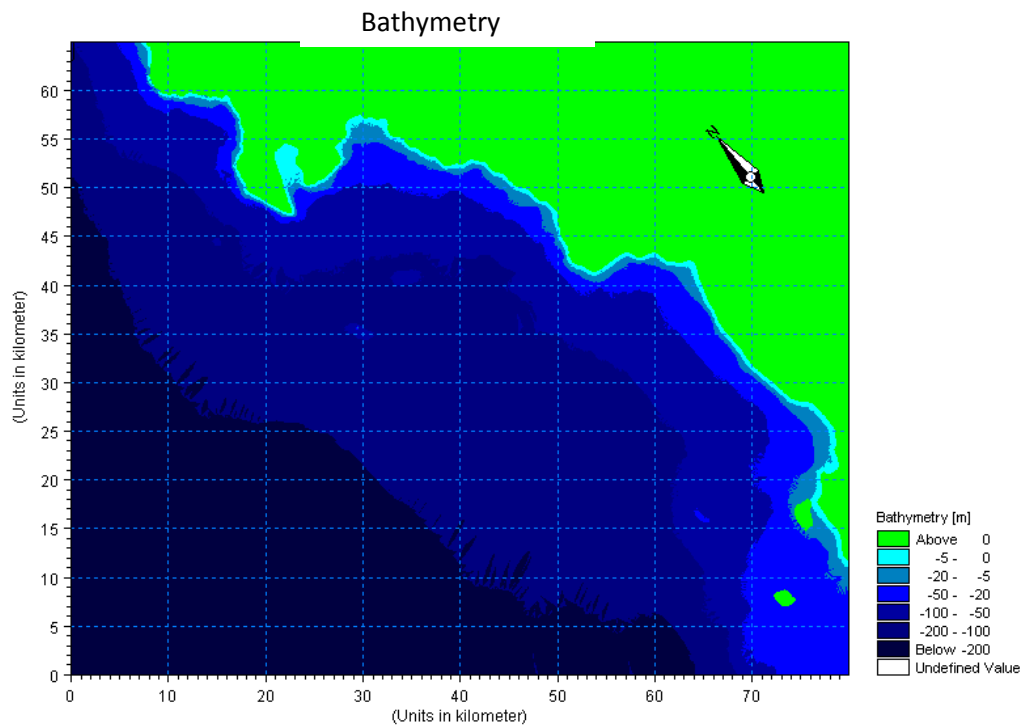 Bathymetry
N
60
55
50
45
40
35
30
25
20
15
10
5
0
(Units in kilometer)
0 10 20 30 40 50 60 70
(Units in kilometer)
Bathymetry [m]
Above 0
-5 - 0
-20 - -5
-50 - -20
-100 - -50
-200 - -100
Below -200
Undefined Value